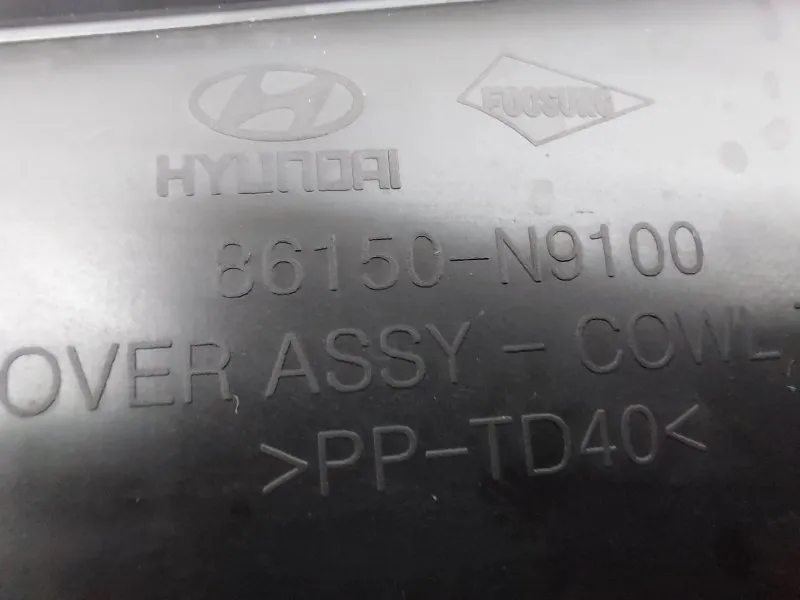 HYUNDAI
FOOSUNG
86150-N9100
OVER ASSY - COWL
>PP-TD40<